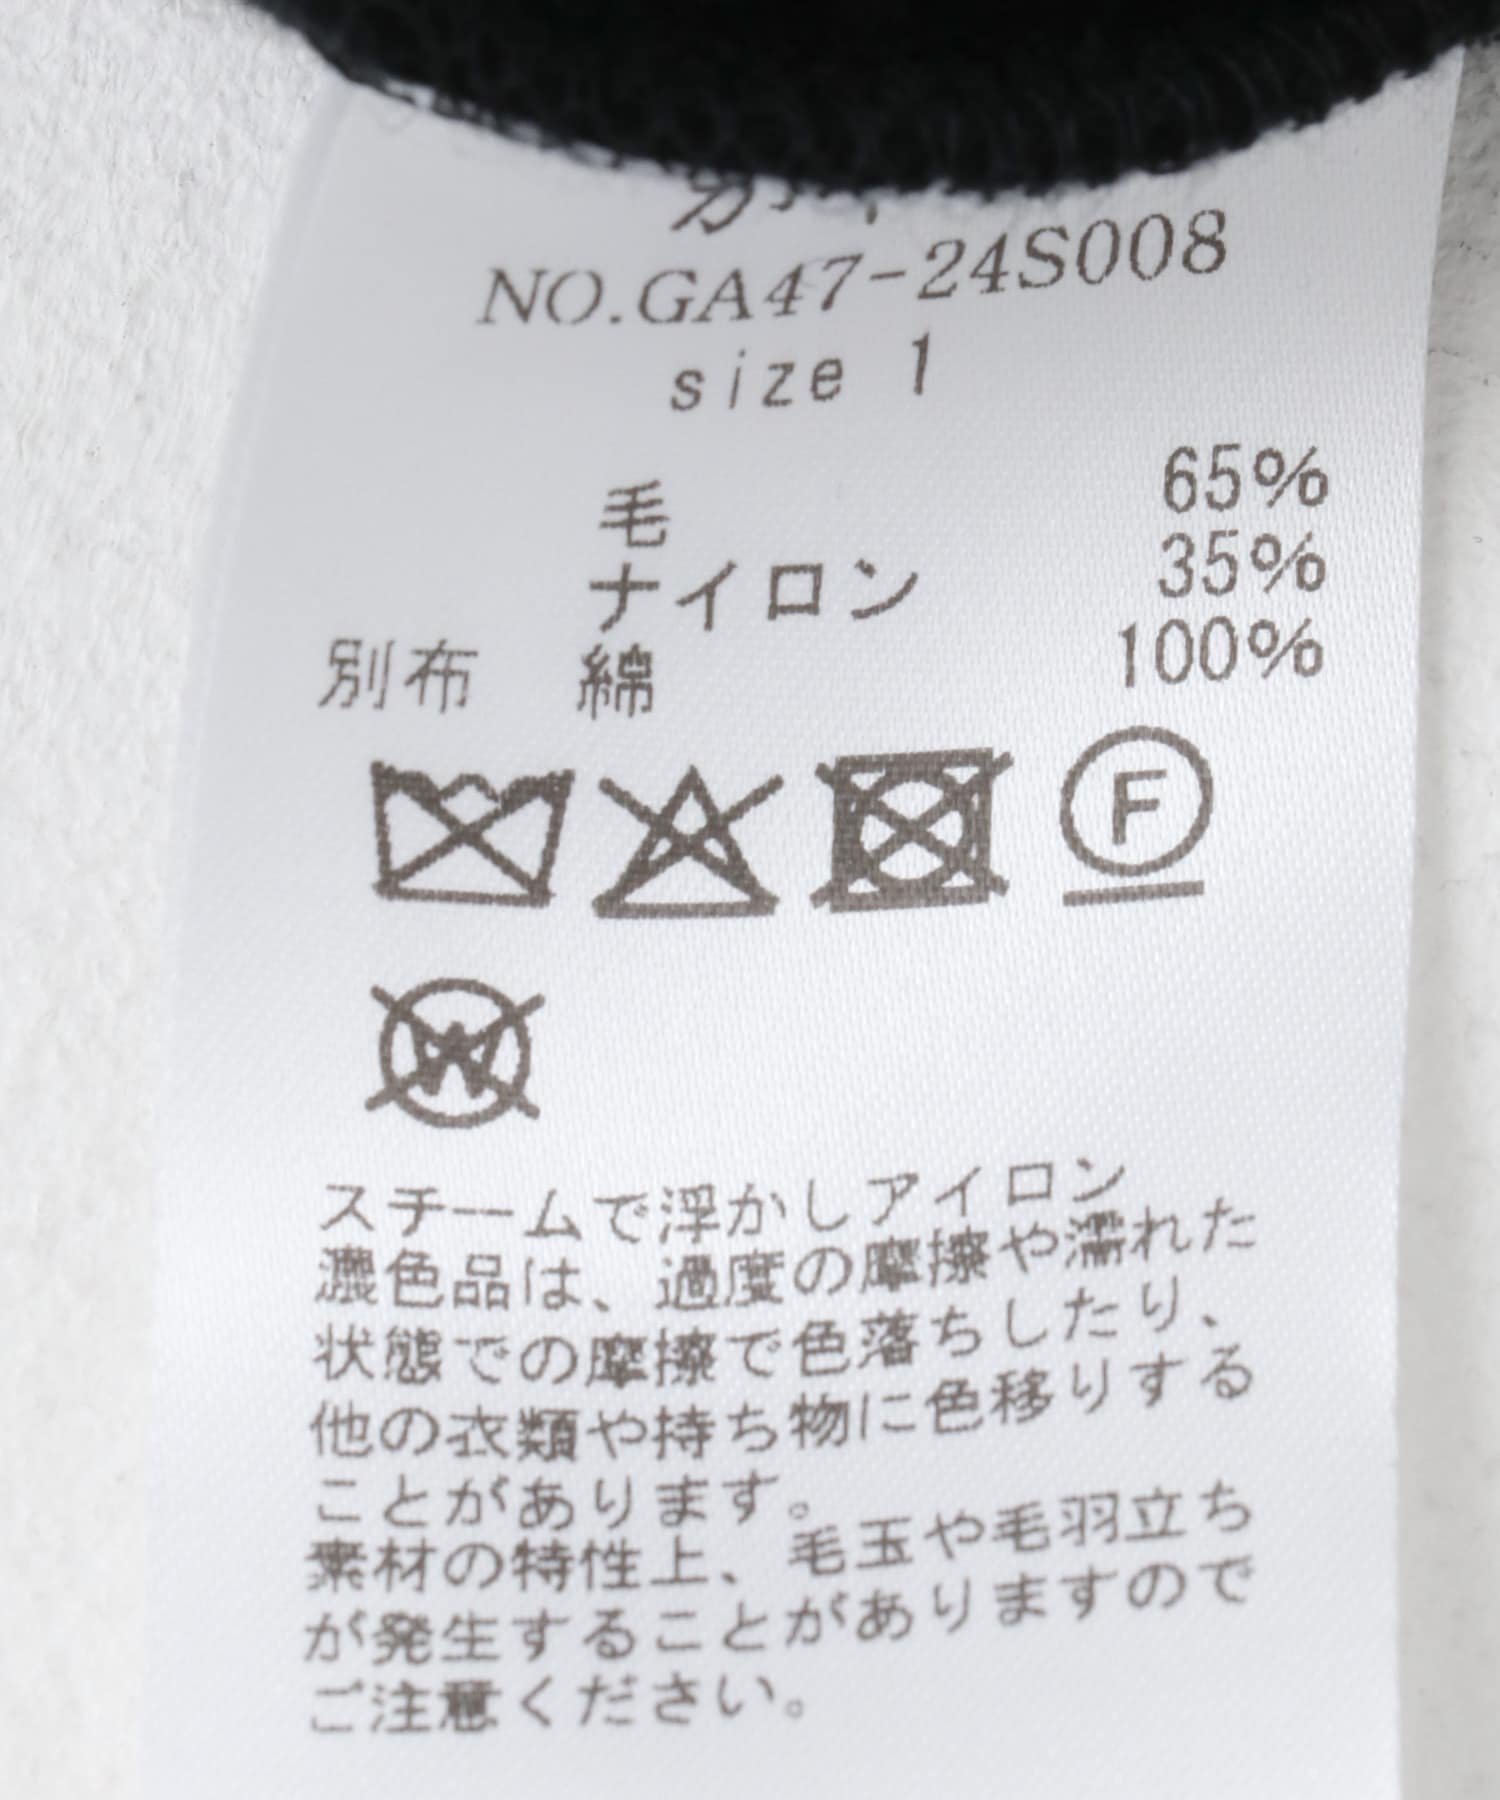 NO.GA47-24S008
size 1
毛 65%
ナイロン 35%
別布 綿 100%
F
W
スチームで浮かしアイロン
濃色品は、過度の摩擦や濡れた
状態での摩擦で色落ちしたり、
他の衣類や持ち物に色移りする
ことがあります。
素材の特性上、毛玉や毛羽立ち
が発生することがありますので
ご注意ください。